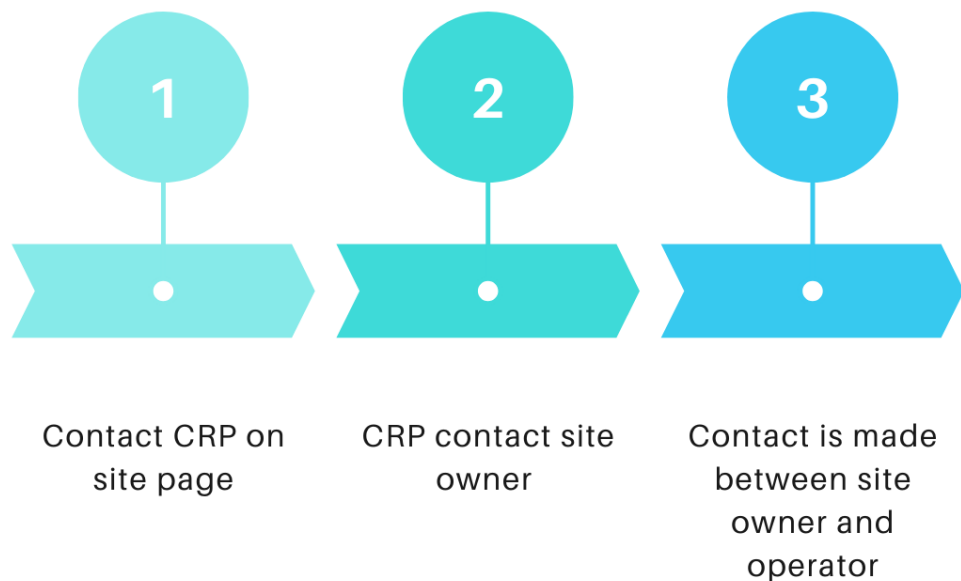 1
2
3
Contact CRP on
site page
CRP contact site
owner
Contact is made
between site
owner and
operator